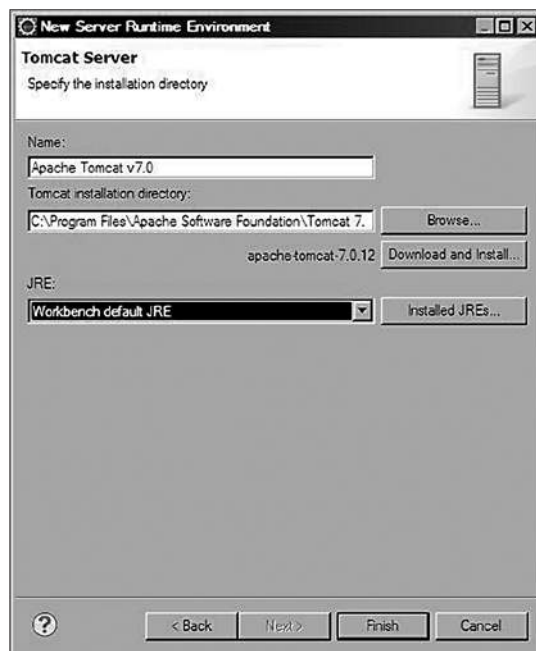 New Server Runtime Environment
Tomcat Server
Specify the installation directory
Name:
Apache Tomcat v7.0
Tomcat installation directory:
C:\Program Files\Apache Software Foundation\Tomcat 7.
Browse...
apache-tomcat-7.0.12
Download and Install...
JRE:
Workbench default JRE
Installed JREs...
?
< Back
Next >
Finish
Cancel